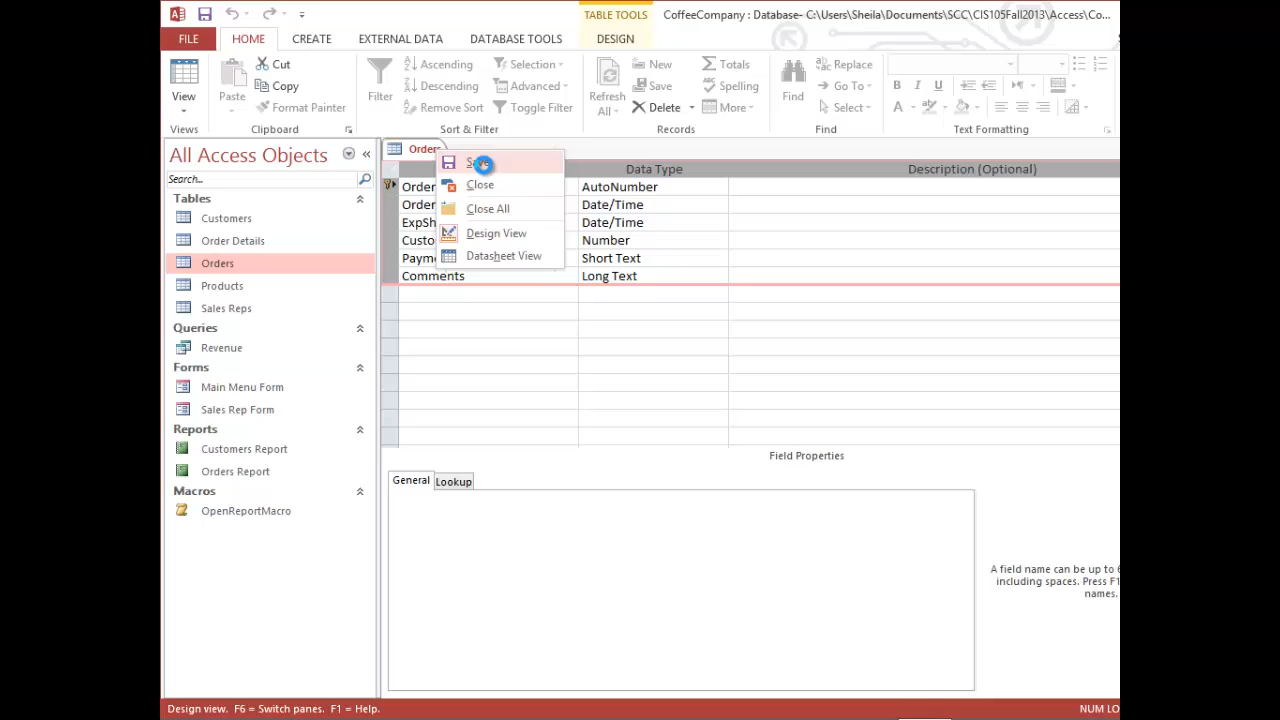 TABLE TOOLS
CoffeeCompany : Database- C:\Users\Sheila\Documents\SCC\CIS105Fall2013\Access\Co...
FILE HOME CREATE EXTERNAL DATA DATABASE TOOLS DESIGN
View
Views
Paste
Cut
Copy
Format Painter
Clipboard
Filter
Ascending
Descending
Remove Sort
Selection
Advanced
Toggle Filter
Sort & Filter
Refresh
All
New
Save
Delete
Totals
Spelling
More
Records
Find
Replace
Go To
Select
Find
B I U
A
Text Formatting
All Access Objects
Search...
Tables
Customers
Order Details
Orders
Products
Sales Reps
Queries
Revenue
Forms
Main Menu Form
Sales Rep Form
Reports
Customers Report
Orders Report
Macros
OpenReportMacro
Orders
Save
Close
Close All
Design View
Datasheet View
Data Type Description (Optional)
Order AutoNumber
Order Date/Time
ExpSh Date/Time
Custo Number
Payme Short Text
Comments Long Text
Field Properties
General Lookup
A field name can be up to 6
including spaces. Press F1
names.
Design view. F6 = Switch panes. F1 = Help.
NUM LO